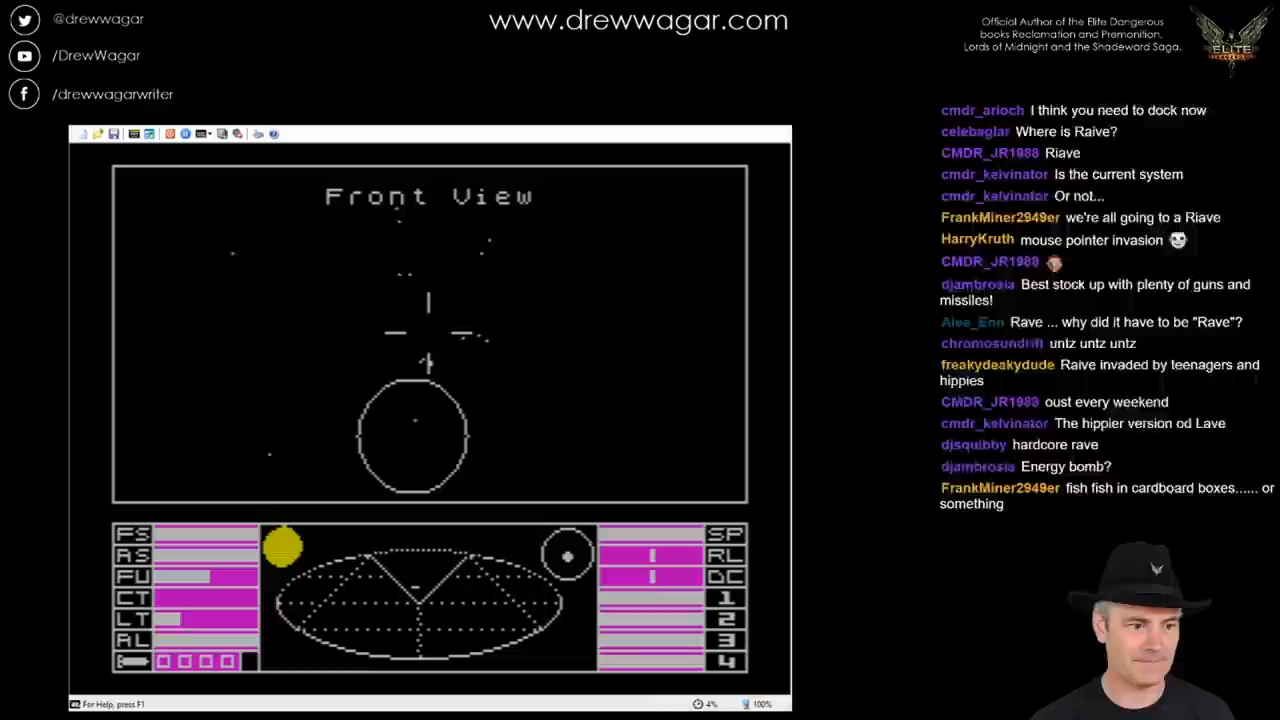 @drewwagar
/DrewWagar
/drewwagarwriter
www.drewwagar.com
Official Author of the Elite Dangerous
books Reclamation and Premonition,
Lords of Midnight and the Shadeward Saga.
ELITE
cmdr_arioch I think you need to dock now
celebaglar Where is Raive?
CMDR_JR1988 Riave
cmdr_kelvinator Is the current system
cmdr_kelvinator Or not...
FrankMiner2949er we're all going to a Riave
HarryKruth mouse pointer invasion
CMDR_JR1988
djambrosia Best stock up with plenty of guns and
missiles!
Alee_Enn Rave ... why did it have to be "Rave"?
chromosundrift untz untz untz
freakydeakydude Raive invaded by teenagers and
hippies
CMDR_JR1988 oust every weekend
cmdr_kelvinator The hippier version od Lave
djsquibby hardcore rave
djambrosia Energy bomb?
FrankMiner2949er fish fish in cardboard boxes...... or
something
Front View
FS
AS
FU
CT
LT
AL
SP
RL
DC
1
2
3
4
For Help, press F1
4%
100%